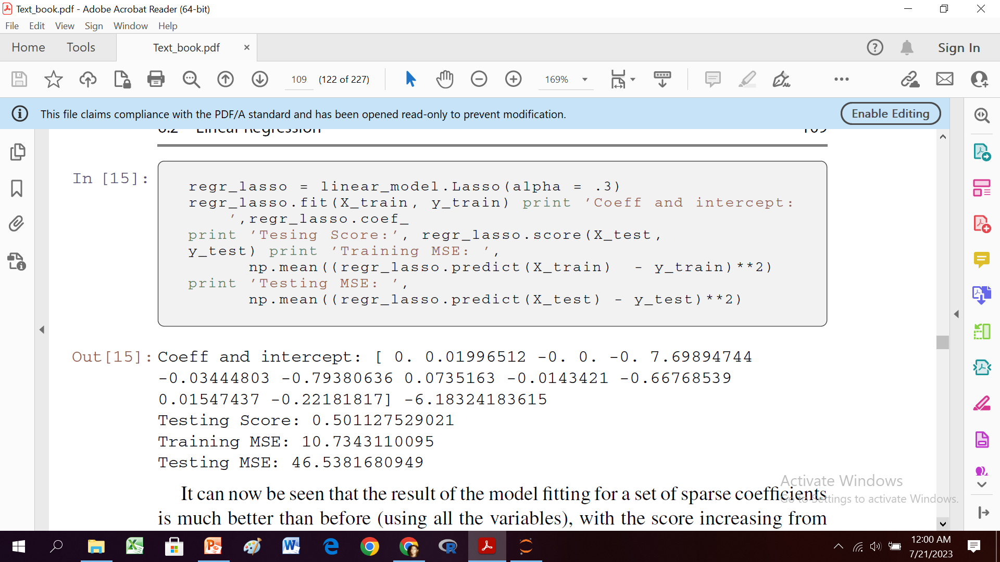 Text_book.pdf - Adobe Acrobat Reader (64-bit)
File Edit View Sign Window Help
Home Tools Text_book.pdf × Sign In
109 (122 of 227) 169%
This file claims compliance with the PDF/A standard and has been opened read-only to prevent modification. Enable Editing
6.2 Linear Regression 109
In [15]:
regr_lasso = linear_model.Lasso(alpha = .3)
regr_lasso.fit(X_train, y_train) print ’Coeff and intercept:
’,regr_lasso.coef_
print ’Tesing Score:’, regr_lasso.score(X_test,
y_test) print ’Training MSE: ’,
np.mean((regr_lasso.predict(X_train) - y_train)**2)
print ’Testing MSE: ’,
np.mean((regr_lasso.predict(X_test) - y_test)**2)
Out[15]: Coeff and intercept: [ 0. 0.01996512 -0. 0. -0. 7.69894744
-0.03444803 -0.79380636 0.0735163 -0.0143421 -0.66768539
0.01547437 -0.22181817] -6.18324183615
Testing Score: 0.501127529021
Training MSE: 10.7343110095
Testing MSE: 46.5381680949
It can now be seen that the result of the model fitting for a set of sparse coefficients
is much better than before (using all the variables), with the score increasing from
Activate Windows
Go to Settings to activate Windows.
12:00 AM
7/21/2023